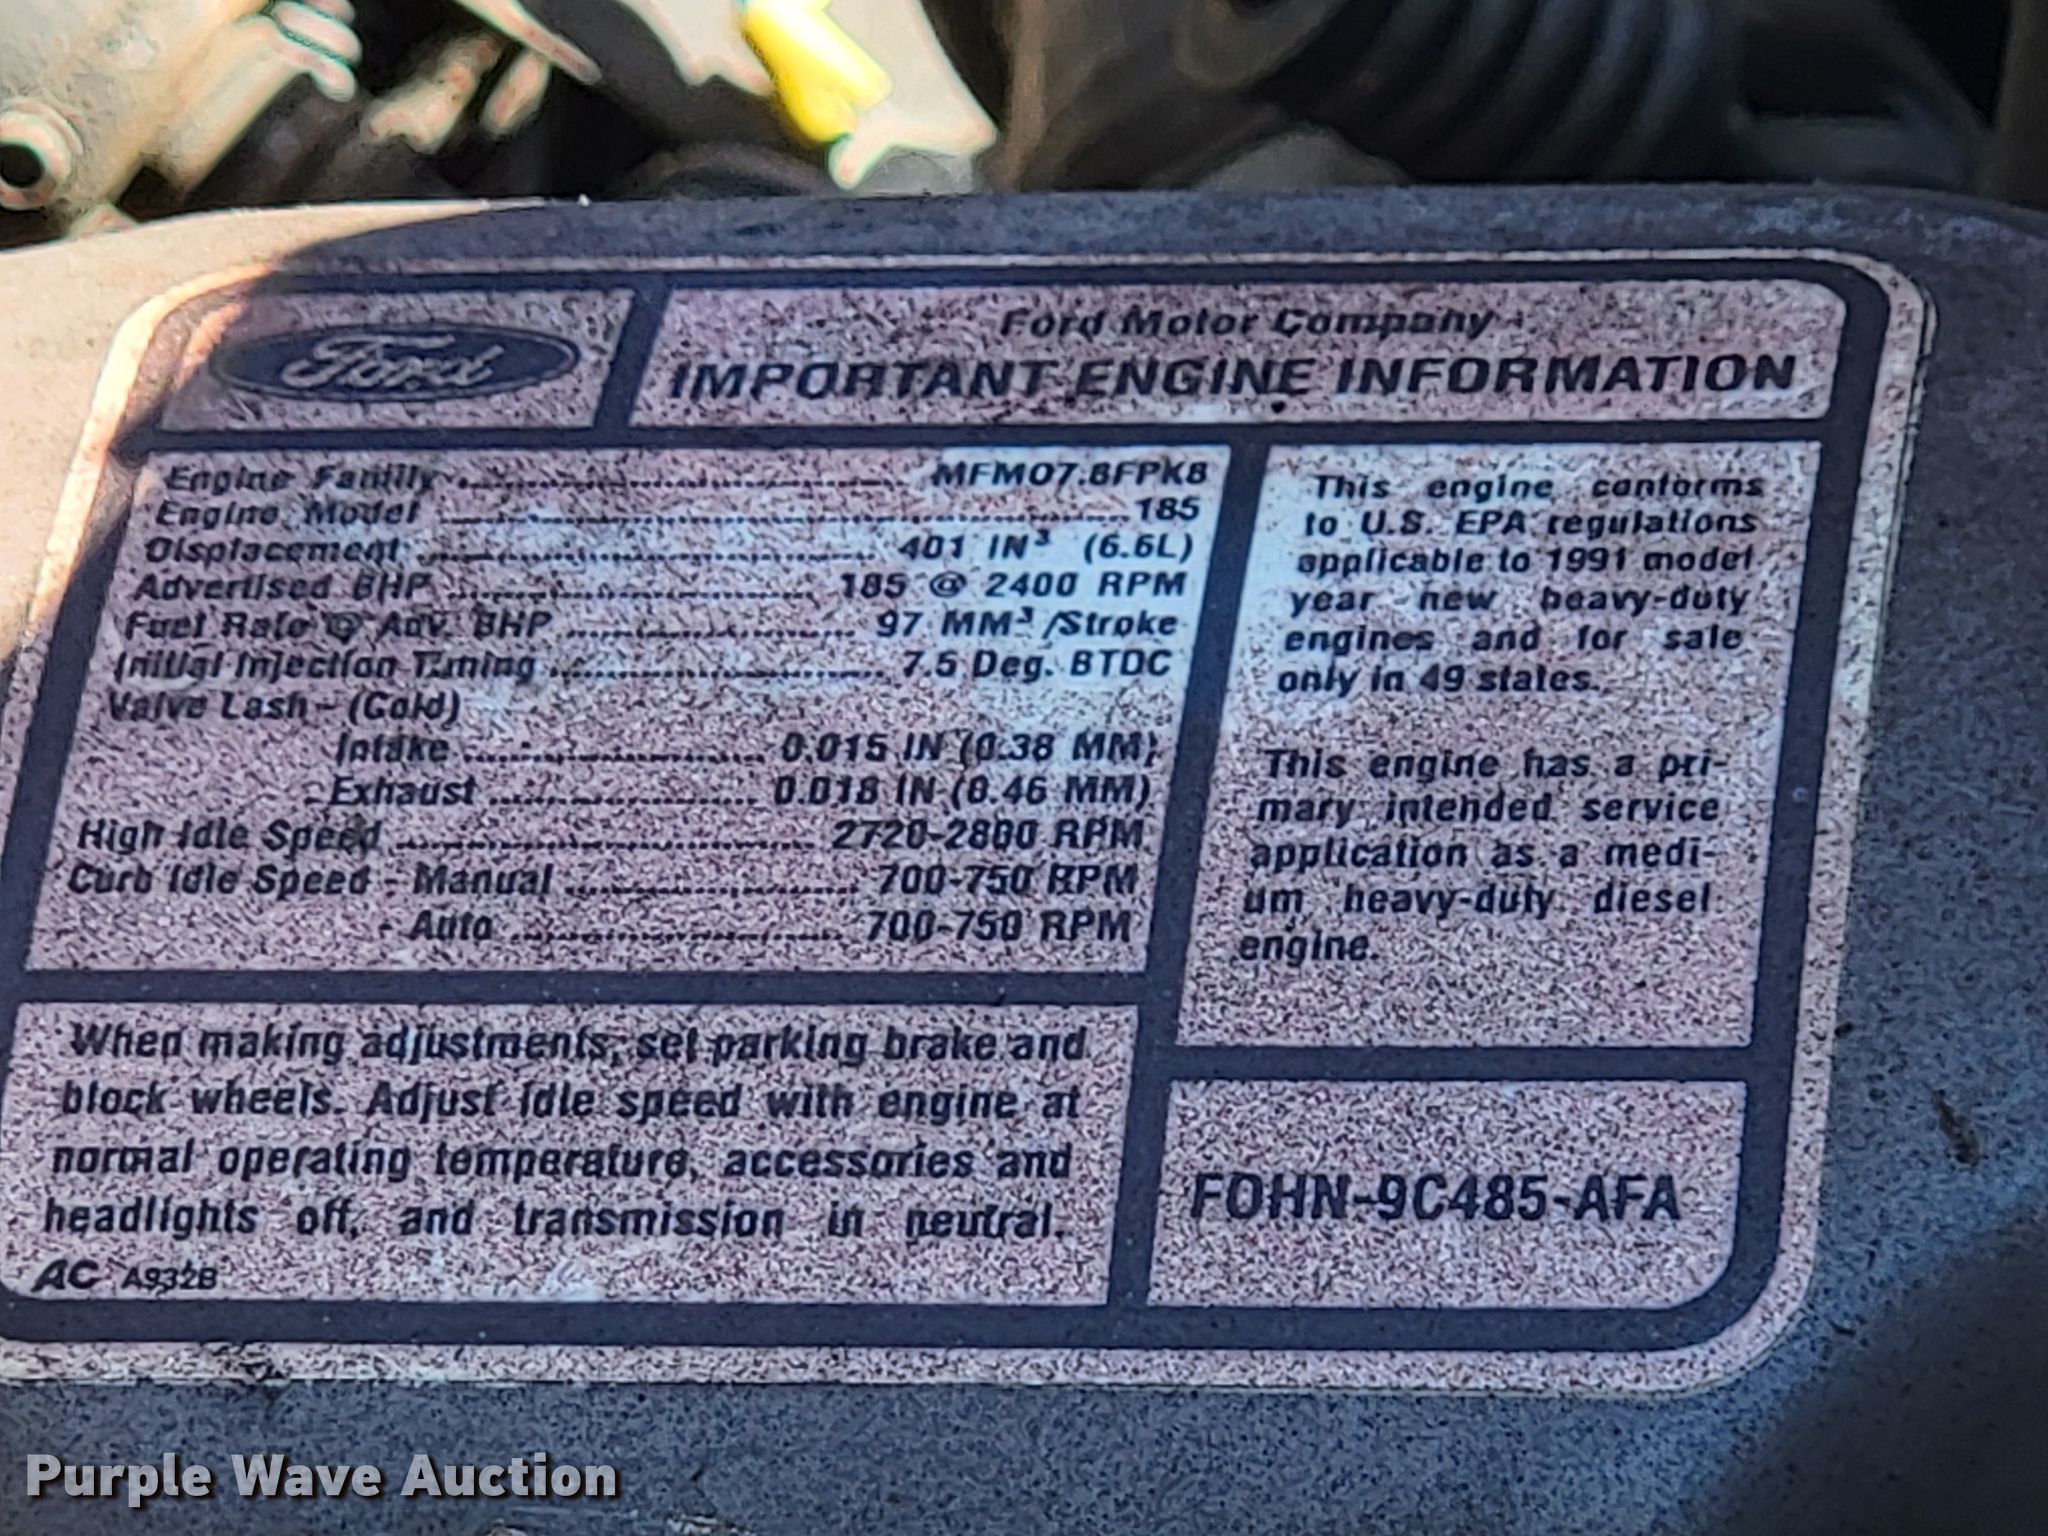 Ford
Ford Motor Company
IMPORTANT ENGINE INFORMATION
Engine Family MFM07.8FPK8
Engine Model 185
Displacement 401 IN³ (6.6L)
Advertised BHP 185 @ 2400 RPM
Fuel Rate @ Adv. BHP 97 MM³/Stroke
Initial Injection Timing 7.5 Deg. BTDC
Valve Lash - (Cold)
Intake 0.015 IN (0.38 MM)
Exhaust 0.018 IN (0.46 MM)
High Idle Speed 2720-2800 RPM
Curb Idle Speed - Manual 700-750 RPM
- Auto 700-750 RPM
This engine conforms
to U.S. EPA regulations
applicable to 1991 model
year new heavy-duty
engines and for sale
only in 49 states.
This engine has a pri-
mary intended service
application as a medi-
um heavy-duty diesel
engine.
When making adjustments, set parking brake and
block wheels. Adjust idle speed with engine at
normal operating temperature, accessories and
headlights off, and transmission in neutral.
AC A932B
FOHN-9C485-AFA
Purple Wave Auction